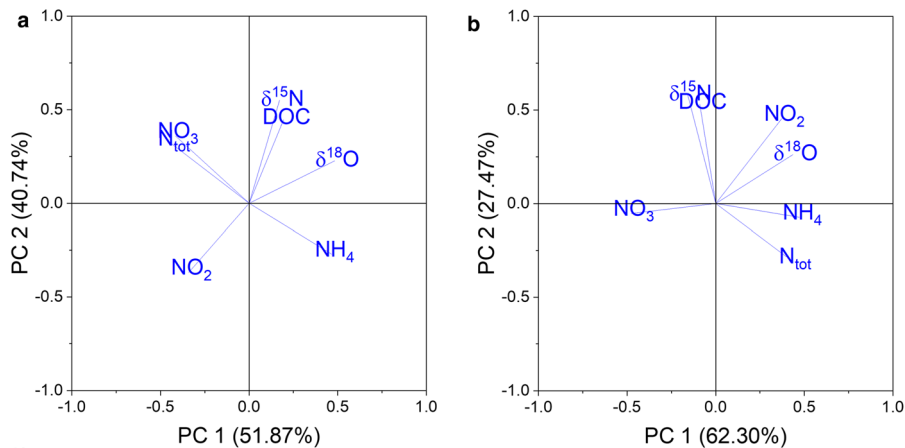 a
1.0
0.5
0.0
-0.5
-1.0
PC 2 (40.74%)
δ¹⁵N
DOC
NO₃
Nₜₒₜ
δ¹⁸O
NH₄
NO₂
-1.0 -0.5 0.0 0.5 1.0
PC 1 (51.87%)
b
1.0
0.5
0.0
-0.5
-1.0
PC 2 (27.47%)
δ¹⁵N
DOC
NO₂
δ¹⁸O
NO₃
NH₄
Nₜₒₜ
-1.0 -0.5 0.0 0.5 1.0
PC 1 (62.30%)